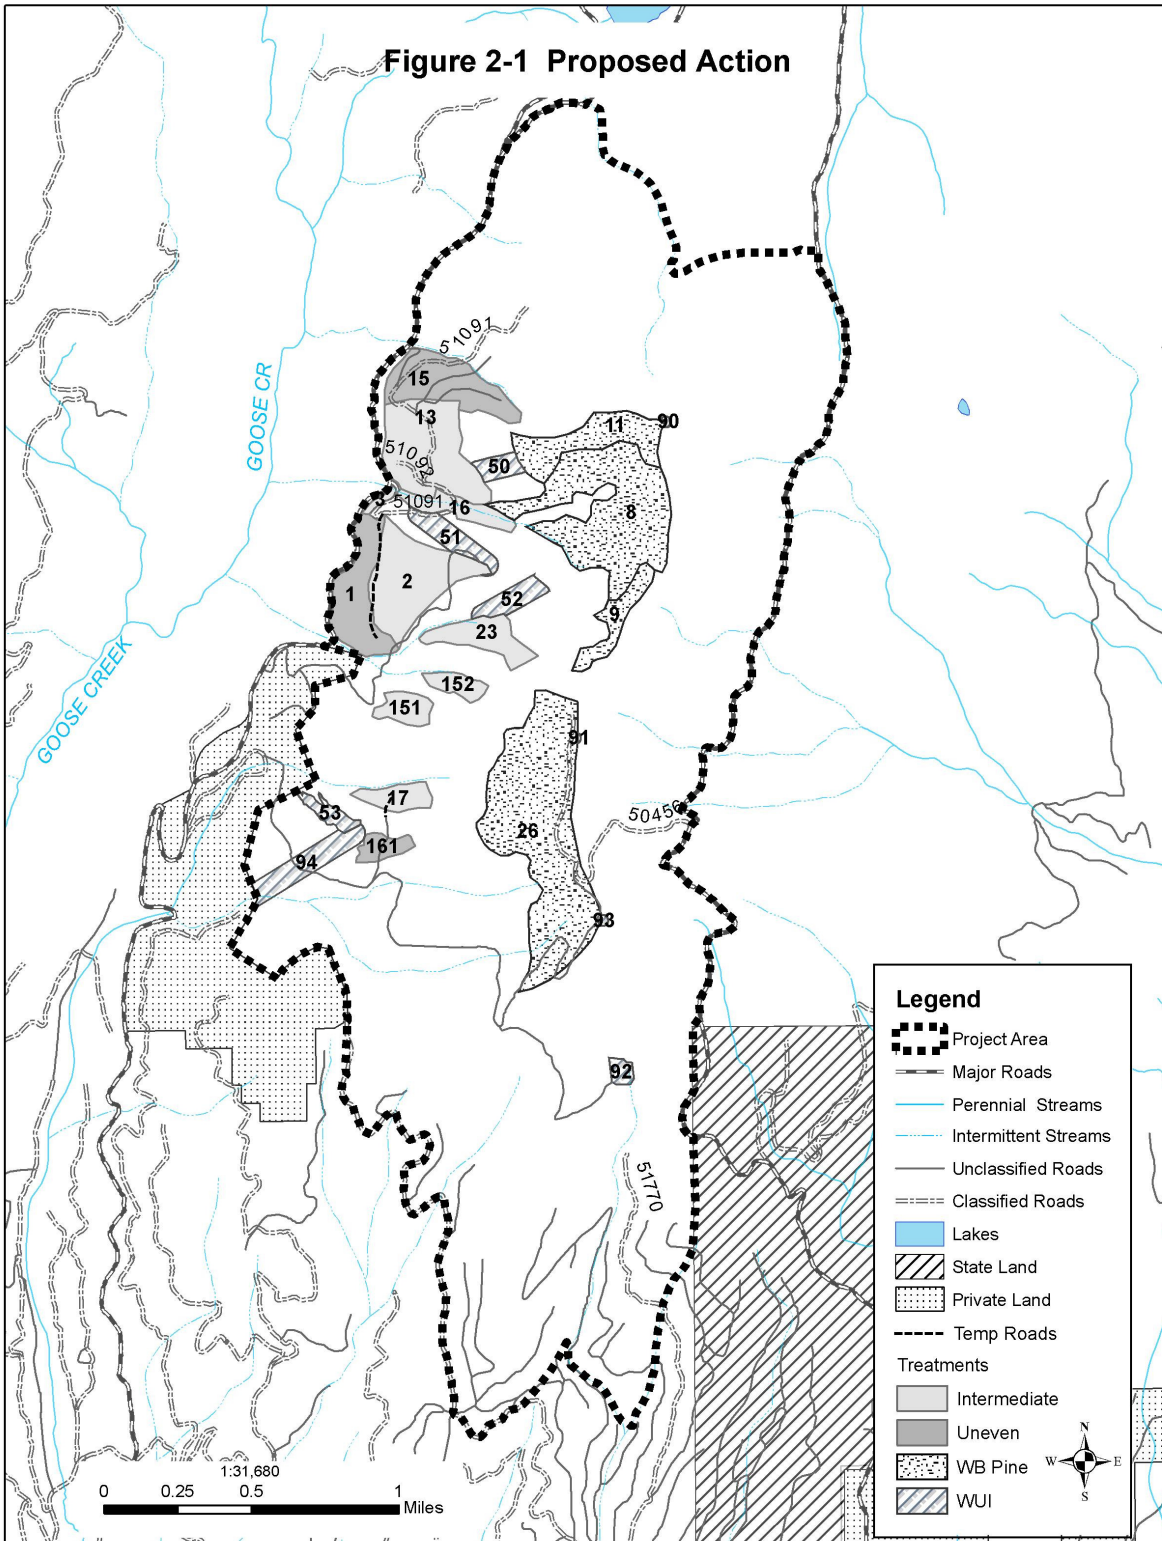 Figure 2-1 Proposed Action
GOOSE CR
GOOSE CREEK
51091
15
13
11
90
51092
50
3
51091
16
8
51
2
1
52
9
23
152
151
91
17
53
50456
26
161
94
93
92
51770
Legend
Project Area
Major Roads
Perennial Streams
Intermittent Streams
Unclassified Roads
Classified Roads
Lakes
State Land
Private Land
Temp Roads
Treatments
Intermediate
Uneven
WB Pine
WUI
N
W E
S
1:31,680
0 0.25 0.5 1
Miles